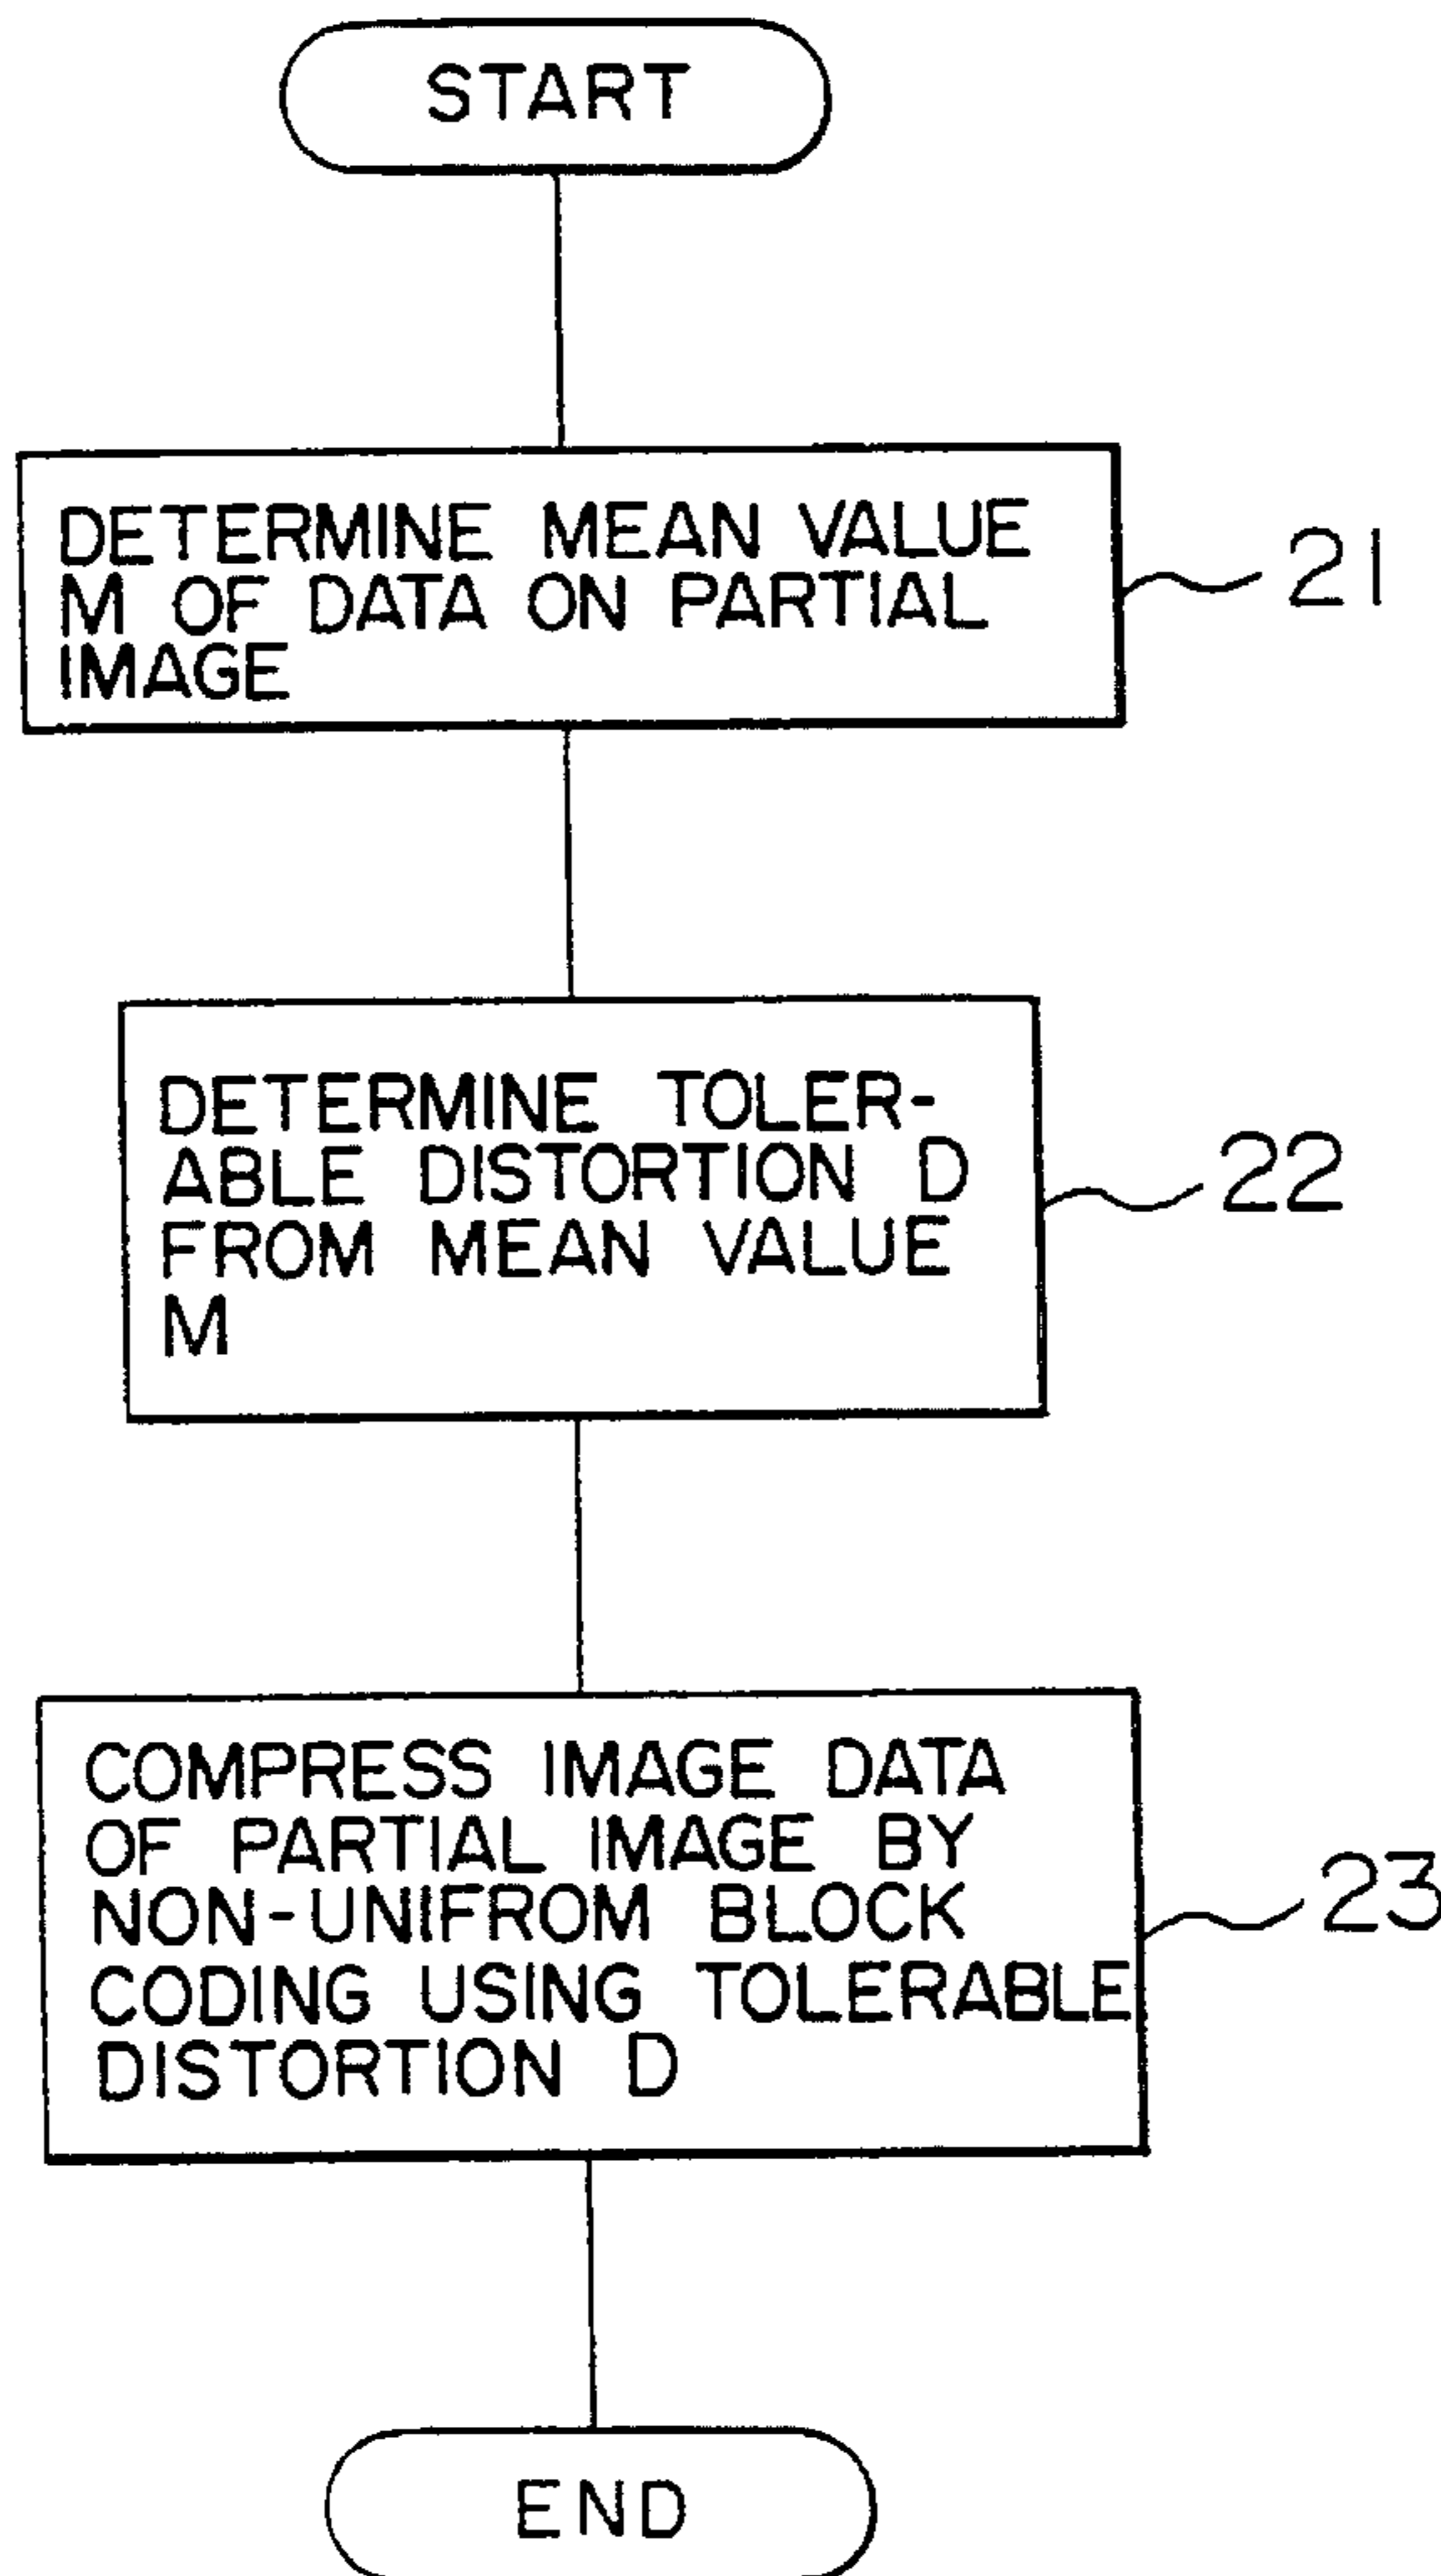 START
DETERMINE MEAN VALUE
M OF DATA ON PARTIAL
IMAGE
21
DETERMINE TOLER-
ABLE DISTORTION D
FROM MEAN VALUE
M
22
COMPRESS IMAGE DATA
OF PARTIAL IMAGE BY
NON-UNIFROM BLOCK
CODING USING TOLERABLE
DISTORTION D
23
END